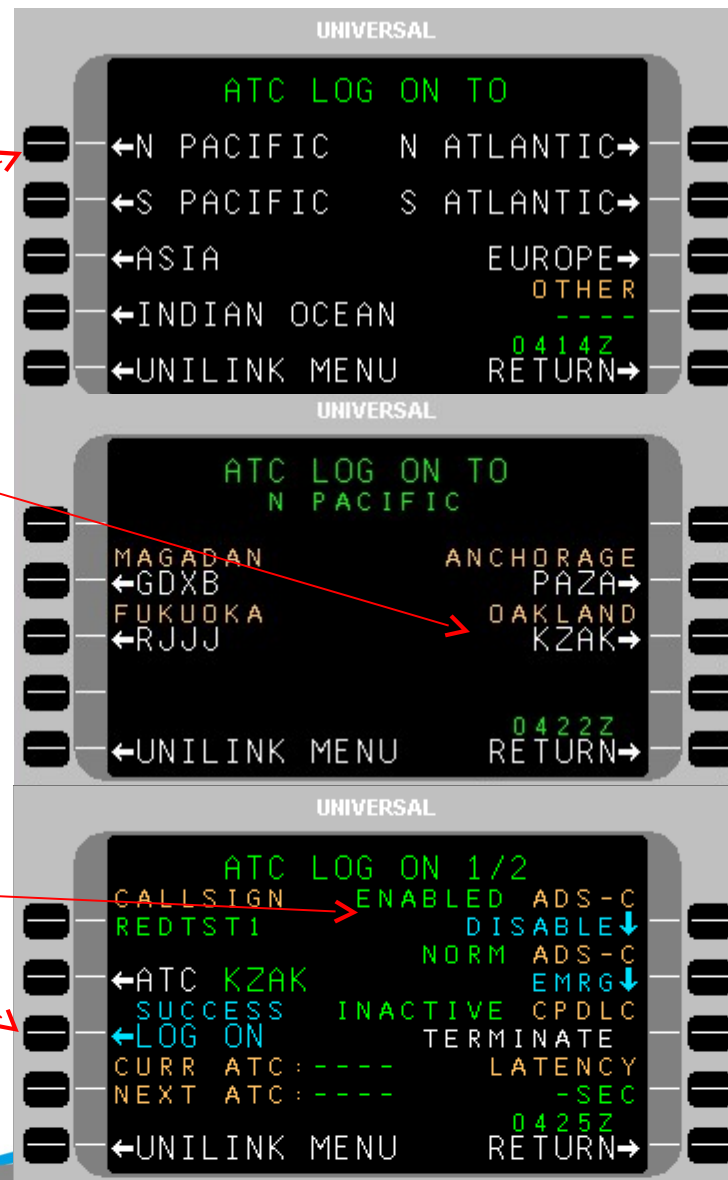 UNIVERSAL
ATC LOG ON TO
←N PACIFIC N ATLANTIC→
←S PACIFIC S ATLANTIC→
←ASIA EUROPE→
OTHER
←INDIAN OCEAN ----
0414Z
←UNILINK MENU RETURN→
UNIVERSAL
ATC LOG ON TO
N PACIFIC
MAGADAN ANCHORAGE
←GDXB PAZA→
FUKUOKA OAKLAND
←RJJJ KZAK→
0422Z
←UNILINK MENU RETURN→
UNIVERSAL
ATC LOG ON 1/2
CALLSIGN ENABLED ADS-C
REDTST1 DISABLE↓
NORM ADS-C
←ATC KZAK EMRG↓
SUCCESS INACTIVE CPDLC
←LOG ON TERMINATE
CURR ATC:---- LATENCY
NEXT ATC:---- -SEC
0425Z
←UNILINK MENU RETURN→